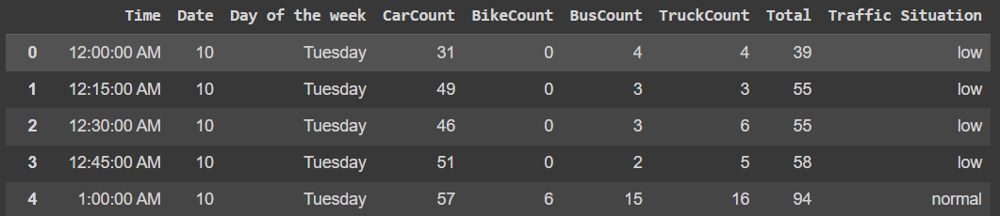 Time Date Day of the week CarCount BikeCount BusCount TruckCount Total Traffic Situation
0 12:00:00 AM 10 Tuesday 31 0 4 4 39 low
1 12:15:00 AM 10 Tuesday 49 0 3 3 55 low
2 12:30:00 AM 10 Tuesday 46 0 3 6 55 low
3 12:45:00 AM 10 Tuesday 51 0 2 5 58 low
4 1:00:00 AM 10 Tuesday 57 6 15 16 94 normal